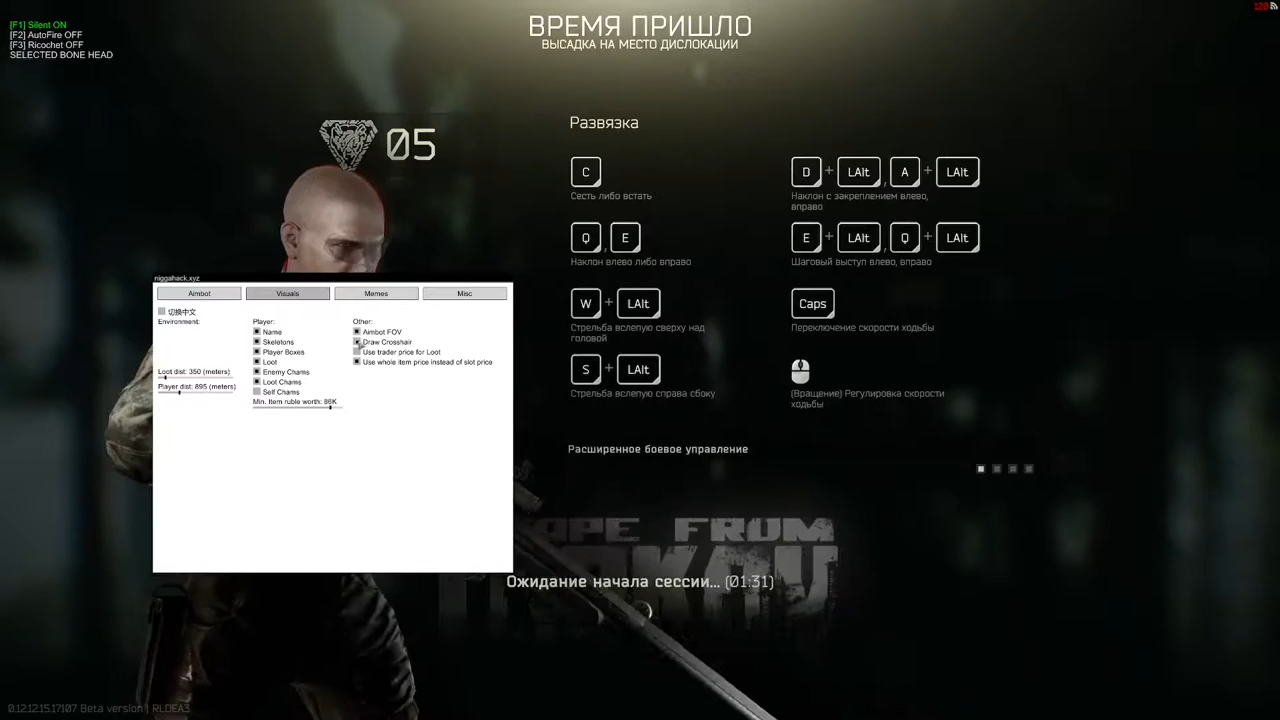 [F1] Silent ON
[F2] AutoFire OFF
[F3] Ricochet OFF
SELECTED BONE HEAD
120
ВРЕМЯ ПРИШЛО
ВЫСАДКА НА МЕСТО ДИСЛОКАЦИИ
05
Развязка
C
Сесть либо встать
D + LAlt , A + LAlt
Наклон с закреплением влево,
вправо
Q , E
Наклон влево либо вправо
E + LAlt , Q + LAlt
Шаговый выступ влево, вправо
W + LAlt
Стрельба вслепую сверху над
головой
Caps
Переключение скорости ходьбы
S + LAlt
Стрельба вслепую справа сбоку
(Вращение) Регулировка скорости
ходьбы
Расширенное боевое управление
niggahack.xyz
Aimbot Visuals Memes Misc
切换中文
Environment:
Loot dist: 350 (meters)
Player dist: 895 (meters)
Player:
Name
Skeletons
Player Boxes
Loot
Enemy Chams
Loot Chams
Self Chams
Min. Item ruble worth: 86K
Other:
Aimbot FOV
Draw Crosshair
Use trader price for Loot
Use whole item price instead of slot price
APE FROM
Ожидание начала сессии... (01:31)
0.12.12.15.17107 Beta version | RLDEA3